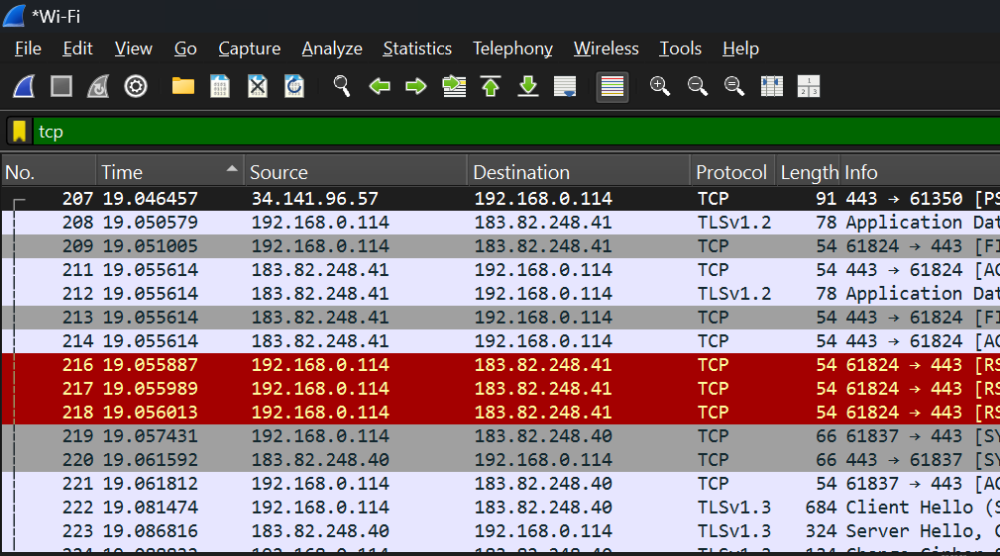 *Wi-Fi
File Edit View Go Capture Analyze Statistics Telephony Wireless Tools Help
tcp
No. Time Source Destination Protocol Length Info
207 19.046457 34.141.96.57 192.168.0.114 TCP 91 443 → 61350 [PS
208 19.050579 192.168.0.114 183.82.248.41 TLSv1.2 78 Application Dat
209 19.051005 192.168.0.114 183.82.248.41 TCP 54 61824 → 443 [FI
211 19.055614 183.82.248.41 192.168.0.114 TCP 54 443 → 61824 [AC
212 19.055614 183.82.248.41 192.168.0.114 TLSv1.2 78 Application Dat
213 19.055614 183.82.248.41 192.168.0.114 TCP 54 443 → 61824 [FI
214 19.055614 183.82.248.41 192.168.0.114 TCP 54 443 → 61824 [AC
216 19.055887 192.168.0.114 183.82.248.41 TCP 54 61824 → 443 [RS
217 19.055989 192.168.0.114 183.82.248.41 TCP 54 61824 → 443 [RS
218 19.056013 192.168.0.114 183.82.248.41 TCP 54 61824 → 443 [RS
219 19.057431 192.168.0.114 183.82.248.40 TCP 66 61837 → 443 [SY
220 19.061592 183.82.248.40 192.168.0.114 TCP 66 443 → 61837 [SY
221 19.061812 192.168.0.114 183.82.248.40 TCP 54 61837 → 443 [AC
222 19.081474 192.168.0.114 183.82.248.40 TLSv1.3 684 Client Hello (S
223 19.086816 183.82.248.40 192.168.0.114 TLSv1.3 324 Server Hello, C